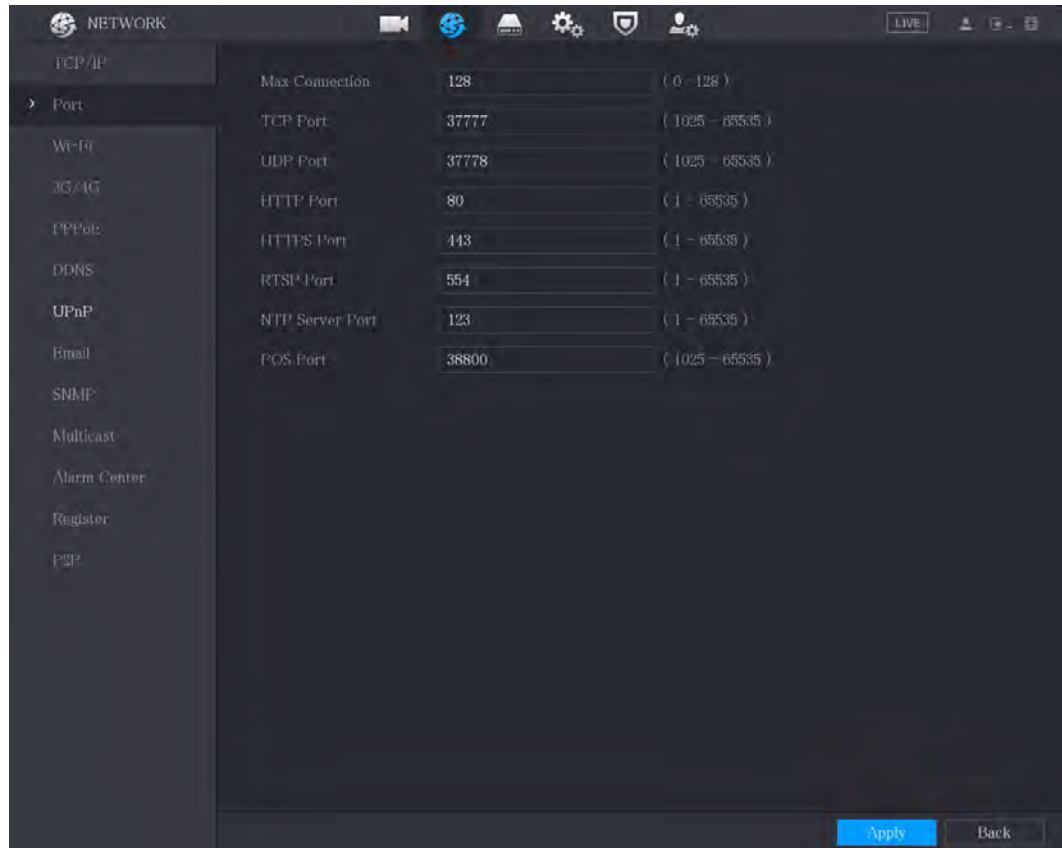 NETWORK
LIVE
TCP/IP
Port
Wi-Fi
3G/4G
PPPoE
DDNS
UPnP
Email
SNMP
Multicast
Alarm Center
Register
P2P
Max Connection 128 ( 0 -128 )
TCP Port 37777 ( 1025 - 65535 )
UDP Port 37778 ( 1025 - 65535 )
HTTP Port 80 ( 1 - 65535 )
HTTPS Port 443 ( 1 - 65535 )
RTSP Port 554 ( 1 - 65535 )
NTP Server Port 123 ( 1 - 65535 )
POS Port 38800 ( 1025 - 65535 )
Apply Back